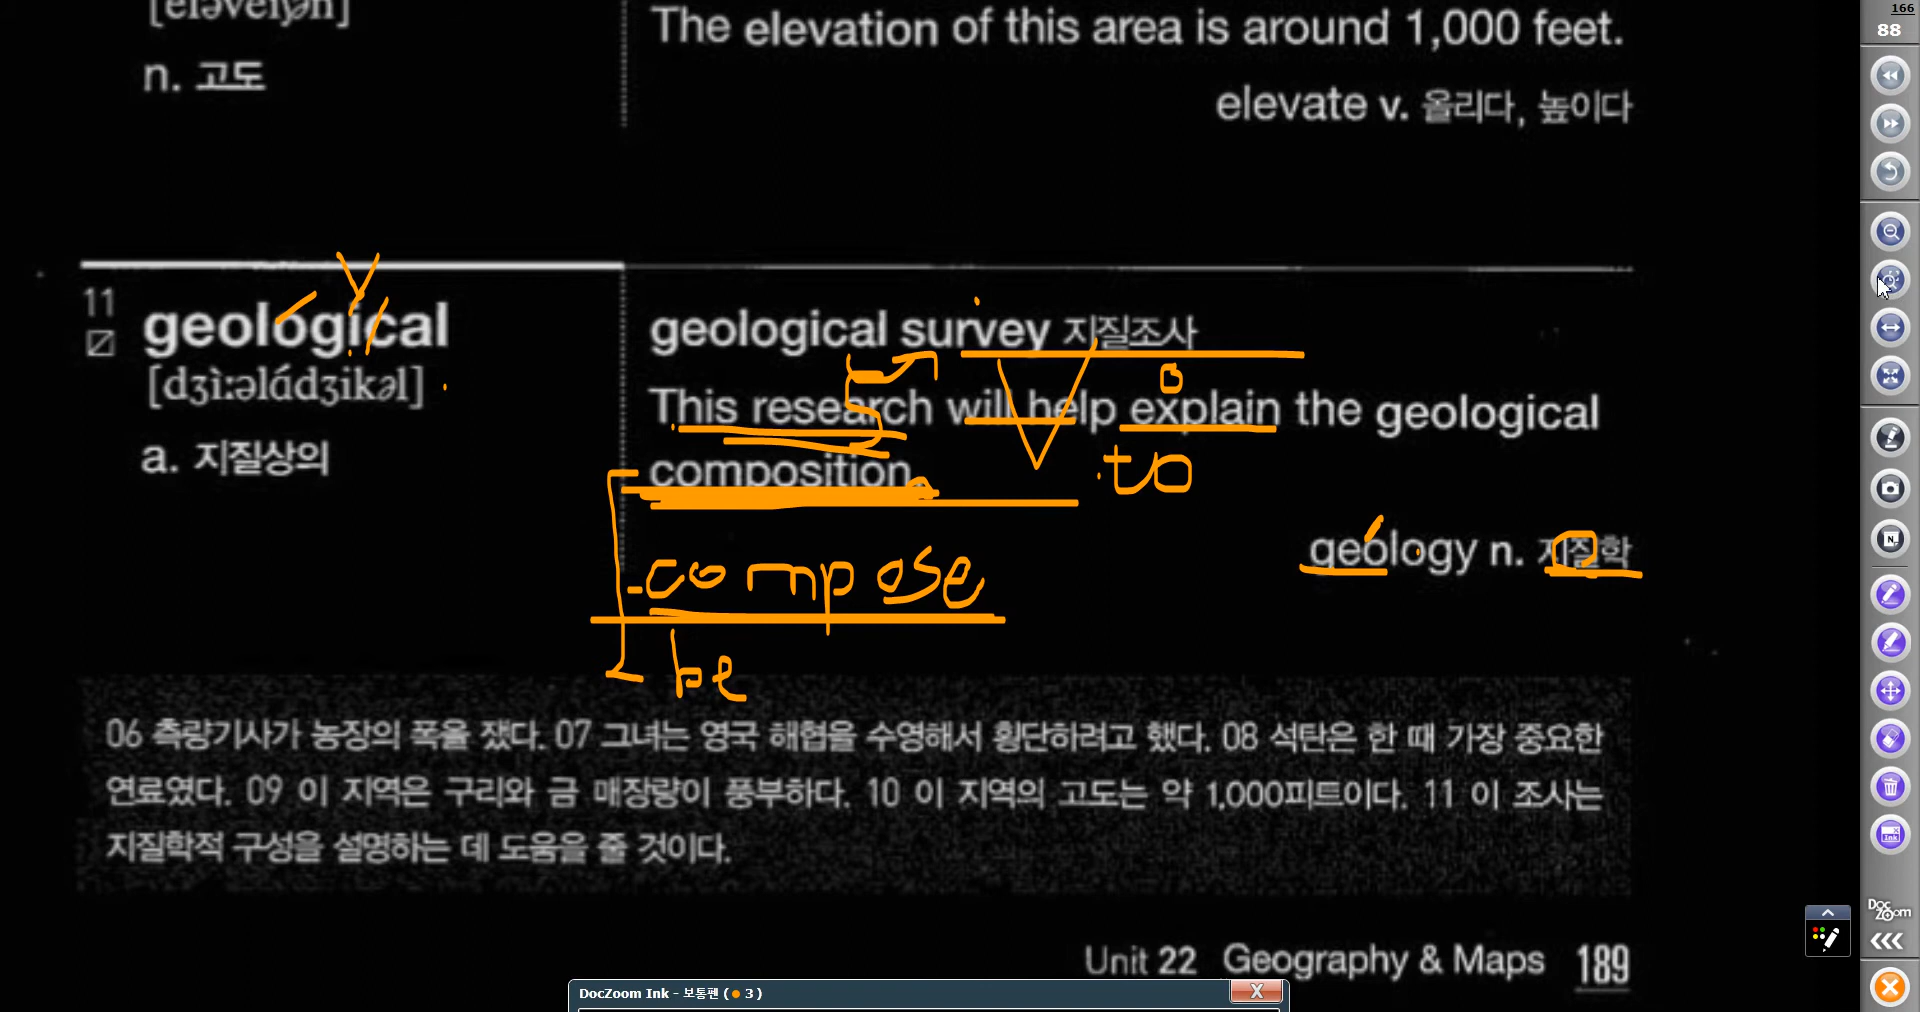 166
88
The elevation of this area is around 1,000 feet.
n. 고도
elevate v. 올리다, 높이다
11
geological
geological survey 지질조사
[dʒìːəládʒikəl]
This research will help explain the geological
a. 지질상의
composition.
to
geology n. 지질학
compose
be
06 측량기사가 농장의 폭을 쟀다. 07 그녀는 영국 해협을 수영해서 횡단하려고 했다. 08 석탄은 한 때 가장 중요한
연료였다. 09 이 지역은 구리와 금 매장량이 풍부하다. 10 이 지역의 고도는 약 1,000피트이다. 11 이 조사는
지질학적 구성을 설명하는 데 도움을 줄 것이다.
Unit 22 Geography & Maps 189
Doc Zoom
DocZoom Ink - 보통펜 ( 3 )